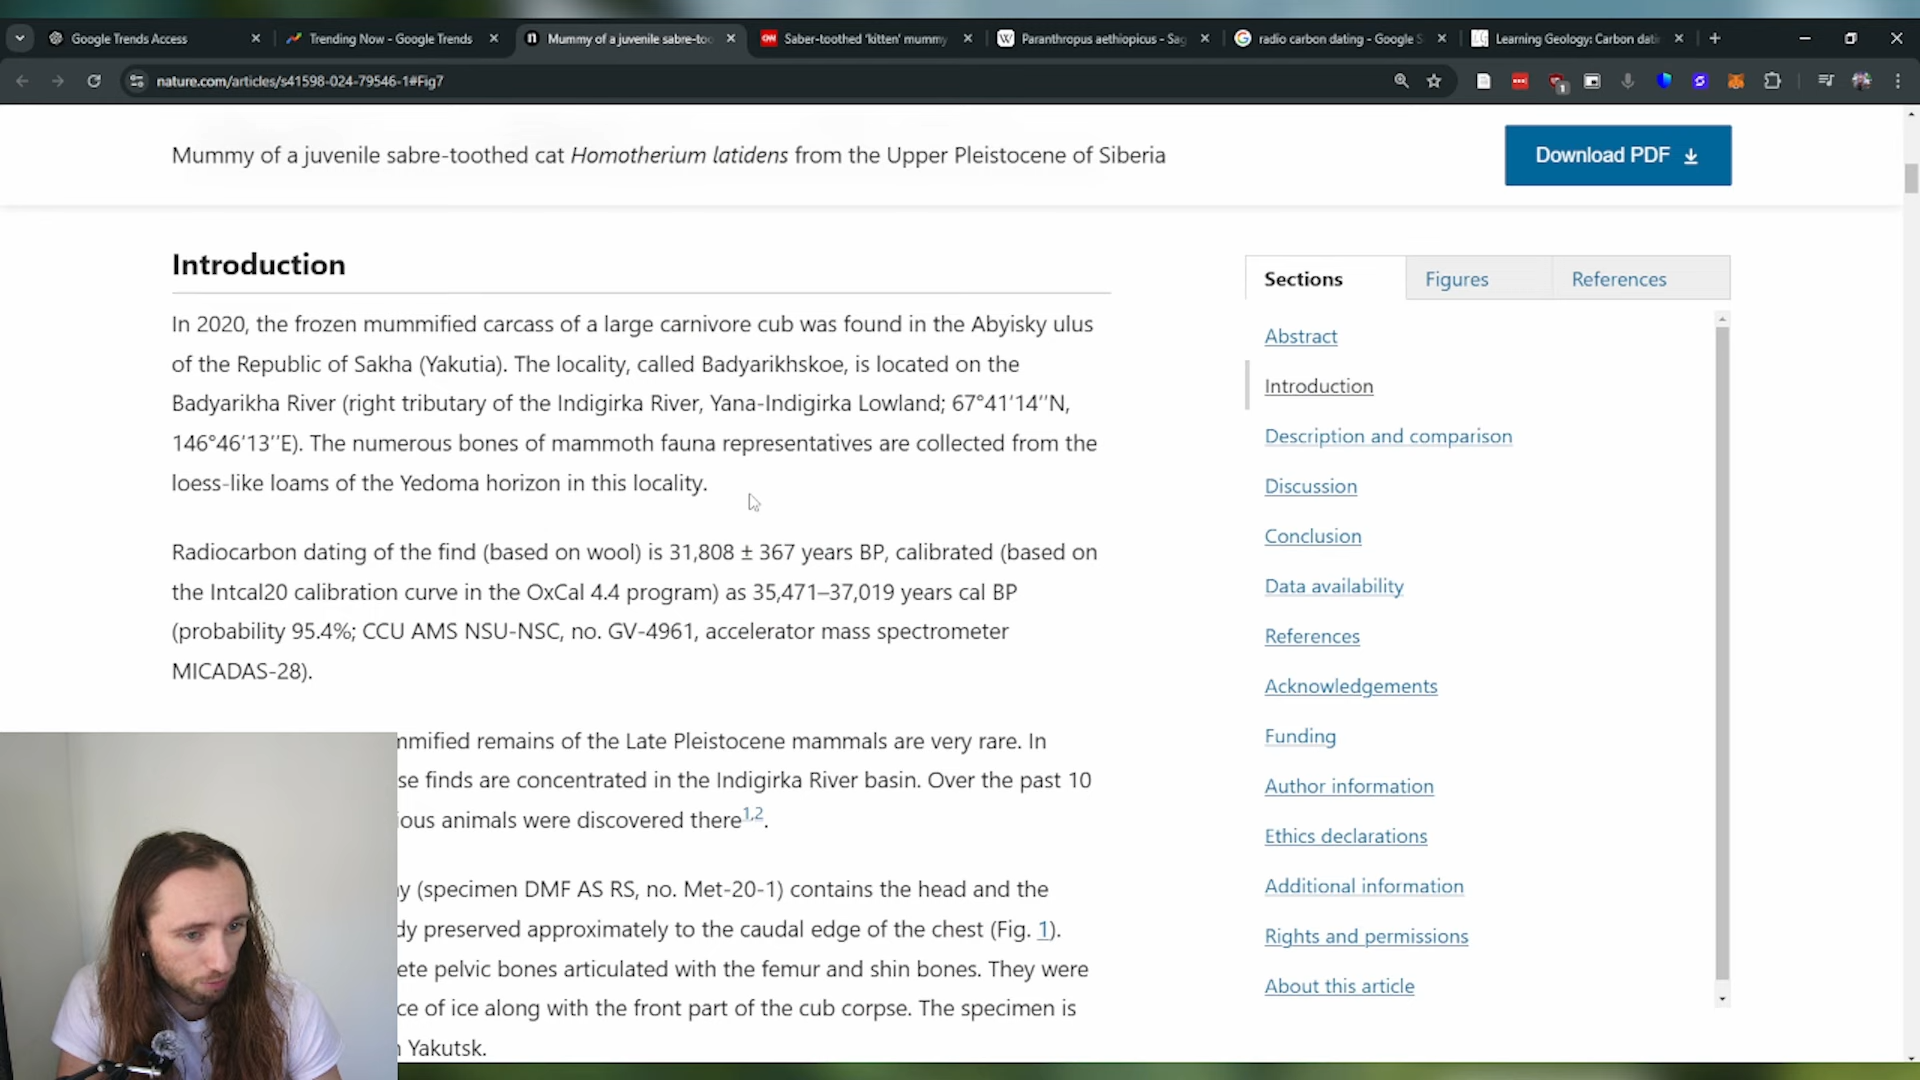 Google Trends Access
Trending Now - Google Trends
Mummy of a juvenile sabre-too
Saber-toothed 'kitten' mummy
Paranthropus aethiopicus - Sag
radio carbon dating - Google S
Learning Geology: Carbon dati
nature.com/articles/s41598-024-79546-1#Fig7
Mummy of a juvenile sabre-toothed cat Homotherium latidens from the Upper Pleistocene of Siberia
Download PDF
Introduction
In 2020, the frozen mummified carcass of a large carnivore cub was found in the Abyisky ulus
of the Republic of Sakha (Yakutia). The locality, called Badyarikhskoe, is located on the
Badyarikha River (right tributary of the Indigirka River, Yana-Indigirka Lowland; 67°41′14′′N,
146°46′13′′E). The numerous bones of mammoth fauna representatives are collected from the
loess-like loams of the Yedoma horizon in this locality.
Radiocarbon dating of the find (based on wool) is 31,808 ± 367 years BP, calibrated (based on
the Intcal20 calibration curve in the OxCal 4.4 program) as 35,471–37,019 years cal BP
(probability 95.4%; CCU AMS NSU-NSC, no. GV-4961, accelerator mass spectrometer
MICADAS-28).
mmified remains of the Late Pleistocene mammals are very rare. In
se finds are concentrated in the Indigirka River basin. Over the past 10
ious animals were discovered there1,2.
y (specimen DMF AS RS, no. Met-20-1) contains the head and the
dy preserved approximately to the caudal edge of the chest (Fig. 1).
ete pelvic bones articulated with the femur and shin bones. They were
ce of ice along with the front part of the cub corpse. The specimen is
Yakutsk.
Sections
Figures
References
Abstract
Introduction
Description and comparison
Discussion
Conclusion
Data availability
References
Acknowledgements
Funding
Author information
Ethics declarations
Additional information
Rights and permissions
About this article